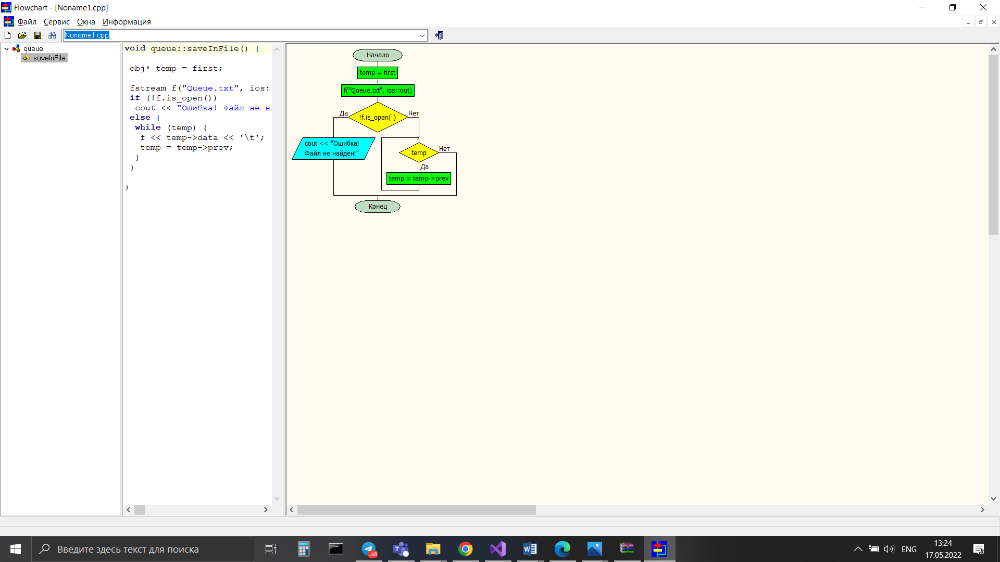 Flowchart - [Noname1.cpp]
Файл Сервис Окна Информация
Noname1.cpp
queue
saveInFile
void queue::saveInFile() {
obj* temp = first;
fstream f("Queue.txt", ios:
if (!f.is_open())
cout << "Ошибка! Файл не н
else {
while (temp) {
f << temp->data << '\t';
temp = temp->prev;
}
}
}
Начало
temp = first
f("Queue.txt", ios::out)
Да
!f.is_open( )
Нет
cout << "Ошибка!
Файл не найден!"
temp
Нет
Да
temp = temp->prev
Конец
Введите здесь текст для поиска
.48
ENG
13:24
17.05.2022